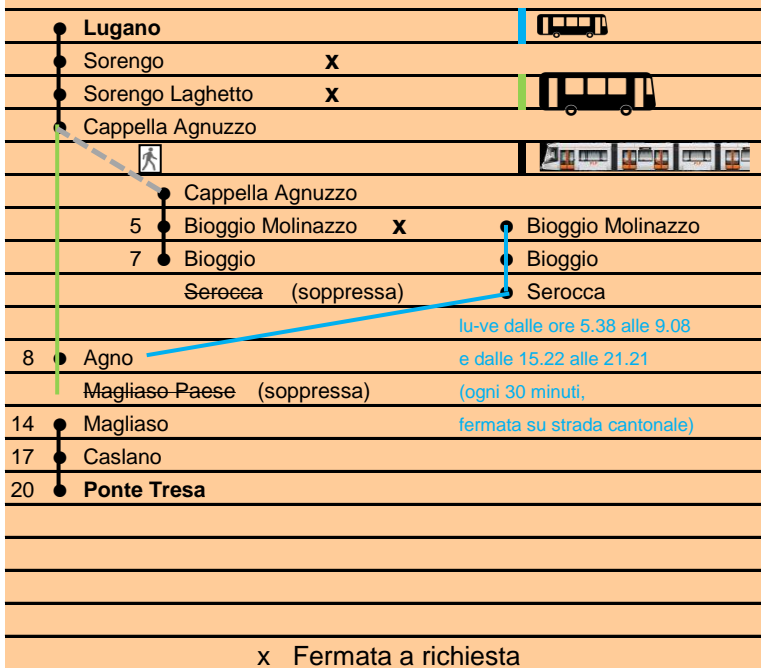 Lugano
Sorengo x
Sorengo Laghetto x
Cappella Agnuzzo
Cappella Agnuzzo
5 Bioggio Molinazzo x Bioggio Molinazzo
7 Bioggio Bioggio
Serocca (soppressa) Serocca
lu-ve dalle ore 5.38 alle 9.08
8 Agno e dalle 15.22 alle 21.21
Magliaso Paese (soppressa) (ogni 30 minuti,
14 Magliaso fermata su strada cantonale)
17 Caslano
20 Ponte Tresa
x Fermata a richiesta